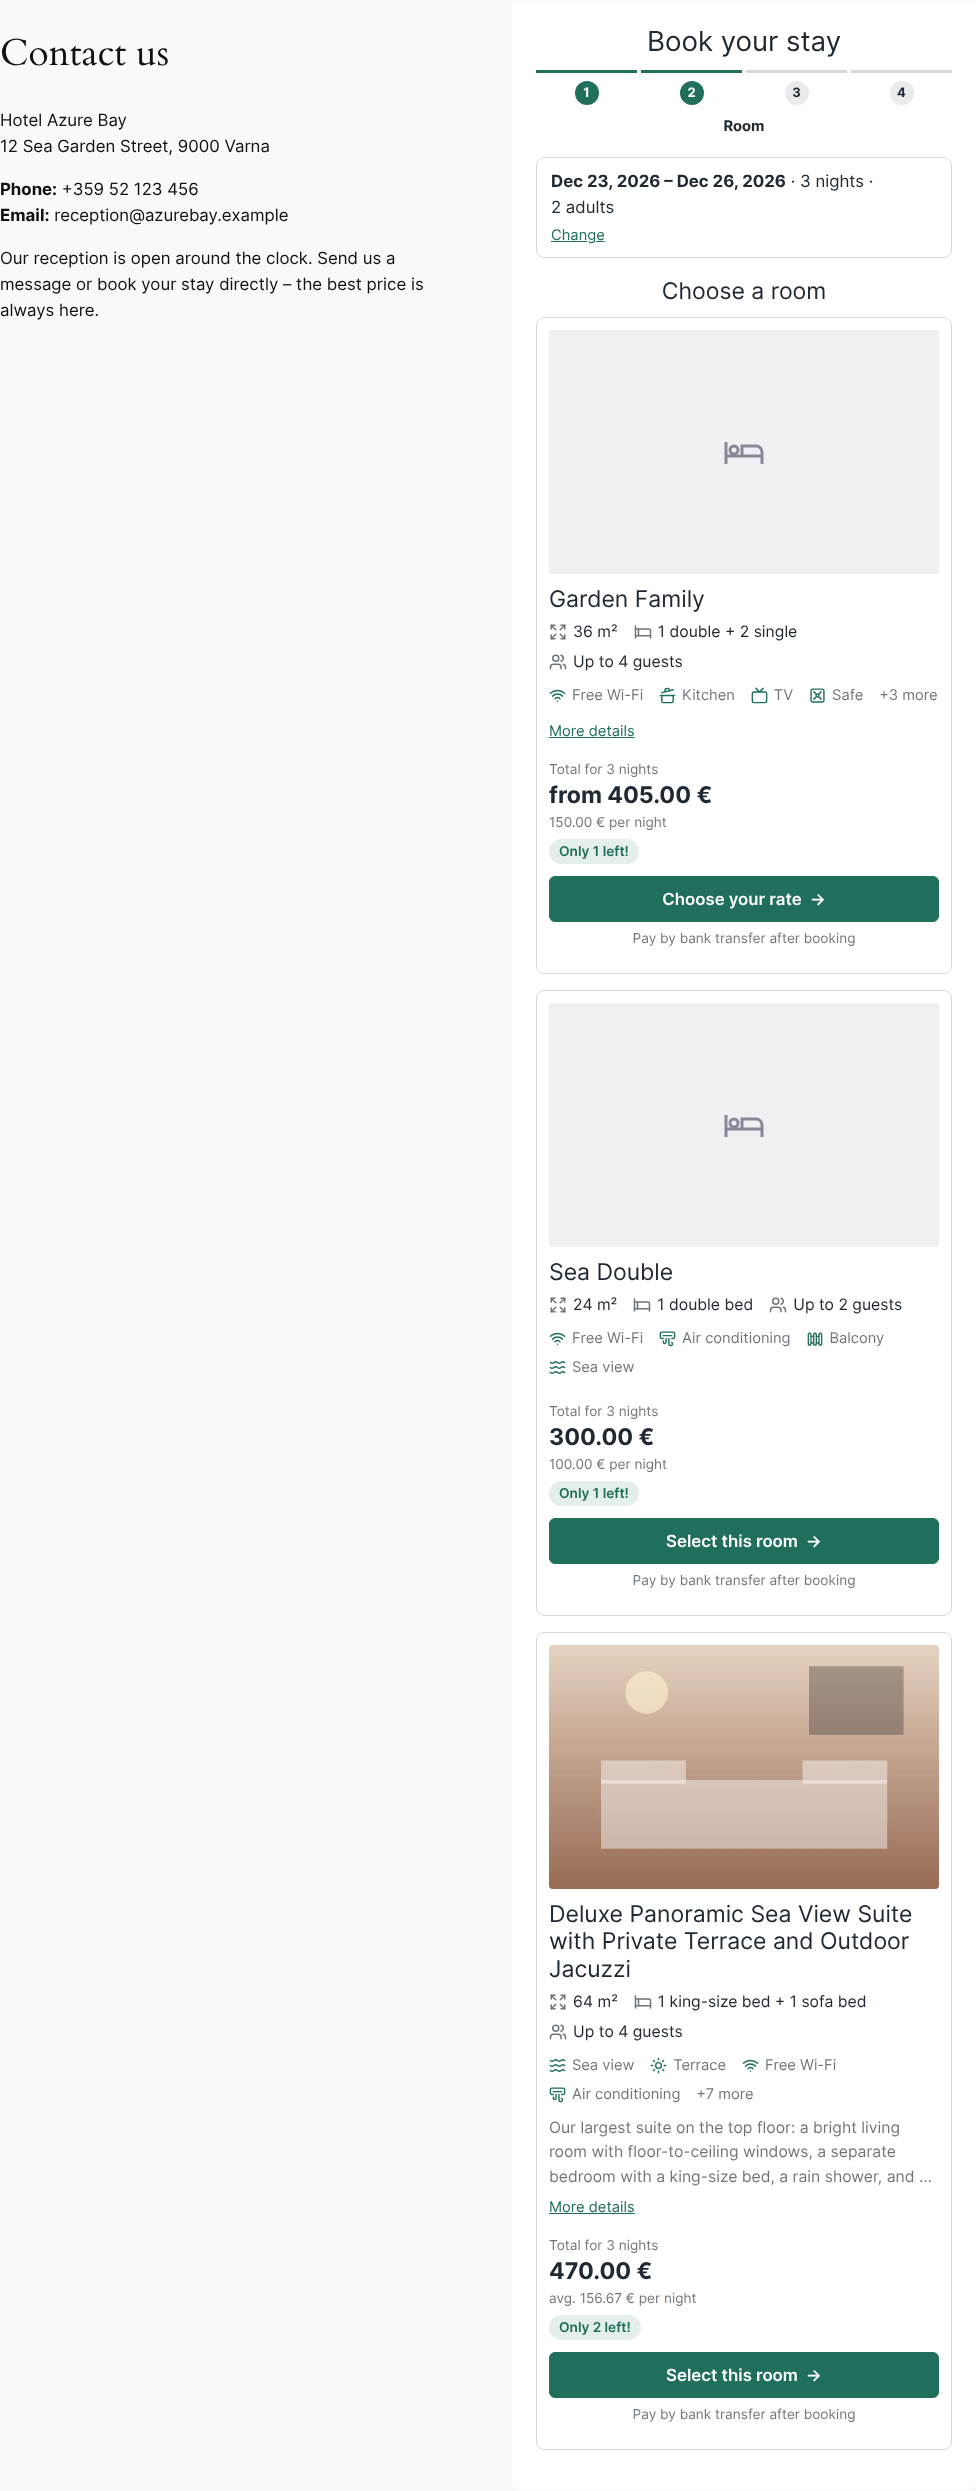 Contact us
Hotel Azure Bay
12 Sea Garden Street, 9000 Varna
Phone: +359 52 123 456
Email: reception@azurebay.example
Our reception is open around the clock. Send us a
message or book your stay directly – the best price is
always here.
Book your stay
1 2 3 4
Room
Dec 23, 2026 – Dec 26, 2026 · 3 nights ·
2 adults
Change
Choose a room
Garden Family
36 m² 1 double + 2 single
Up to 4 guests
Free Wi-Fi Kitchen TV Safe +3 more
More details
Total for 3 nights
from 405.00 €
150.00 € per night
Only 1 left!
Choose your rate →
Pay by bank transfer after booking
Sea Double
24 m² 1 double bed Up to 2 guests
Free Wi-Fi Air conditioning Balcony
Sea view
Total for 3 nights
300.00 €
100.00 € per night
Only 1 left!
Select this room →
Pay by bank transfer after booking
Deluxe Panoramic Sea View Suite
with Private Terrace and Outdoor
Jacuzzi
64 m² 1 king-size bed + 1 sofa bed
Up to 4 guests
Sea view Terrace Free Wi-Fi
Air conditioning +7 more
Our largest suite on the top floor: a bright living
room with floor-to-ceiling windows, a separate
bedroom with a king-size bed, a rain shower, and ...
More details
Total for 3 nights
470.00 €
avg. 156.67 € per night
Only 2 left!
Select this room →
Pay by bank transfer after booking